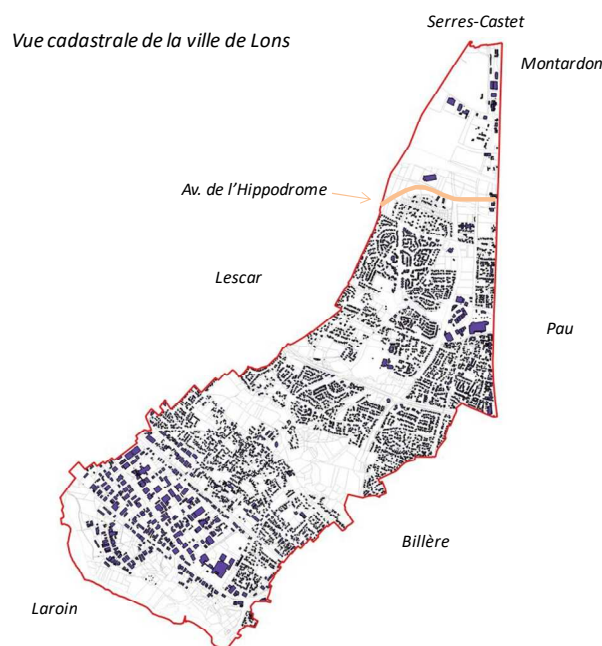 Serres-Castet
Vue cadastrale de la ville de Lons
Montardon
Av. de l’Hippodrome
Lescar
Pau
Billère
Laroin